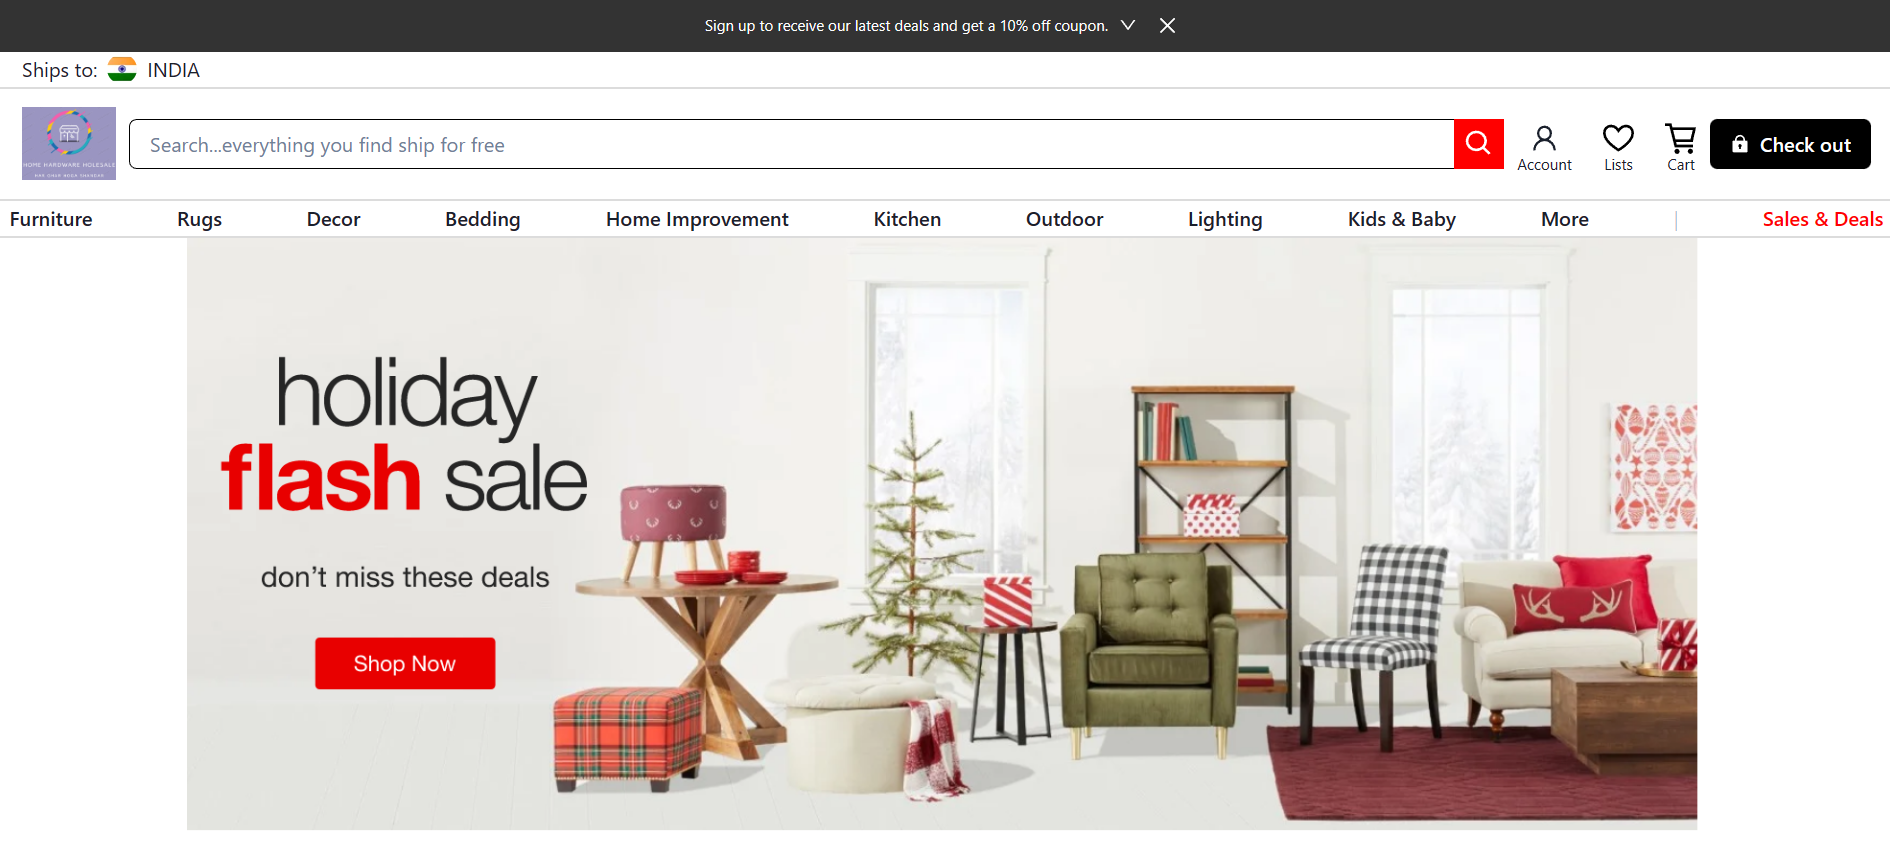 Sign up to receive our latest deals and get a 10% off coupon.
Ships to: INDIA
HOME HARDWARE HOLESALE
Search...everything you find ship for free
Account
Lists
Cart
Check out
Furniture
Rugs
Decor
Bedding
Home Improvement
Kitchen
Outdoor
Lighting
Kids & Baby
More
|
Sales & Deals
holiday
flash sale
don't miss these deals
Shop Now